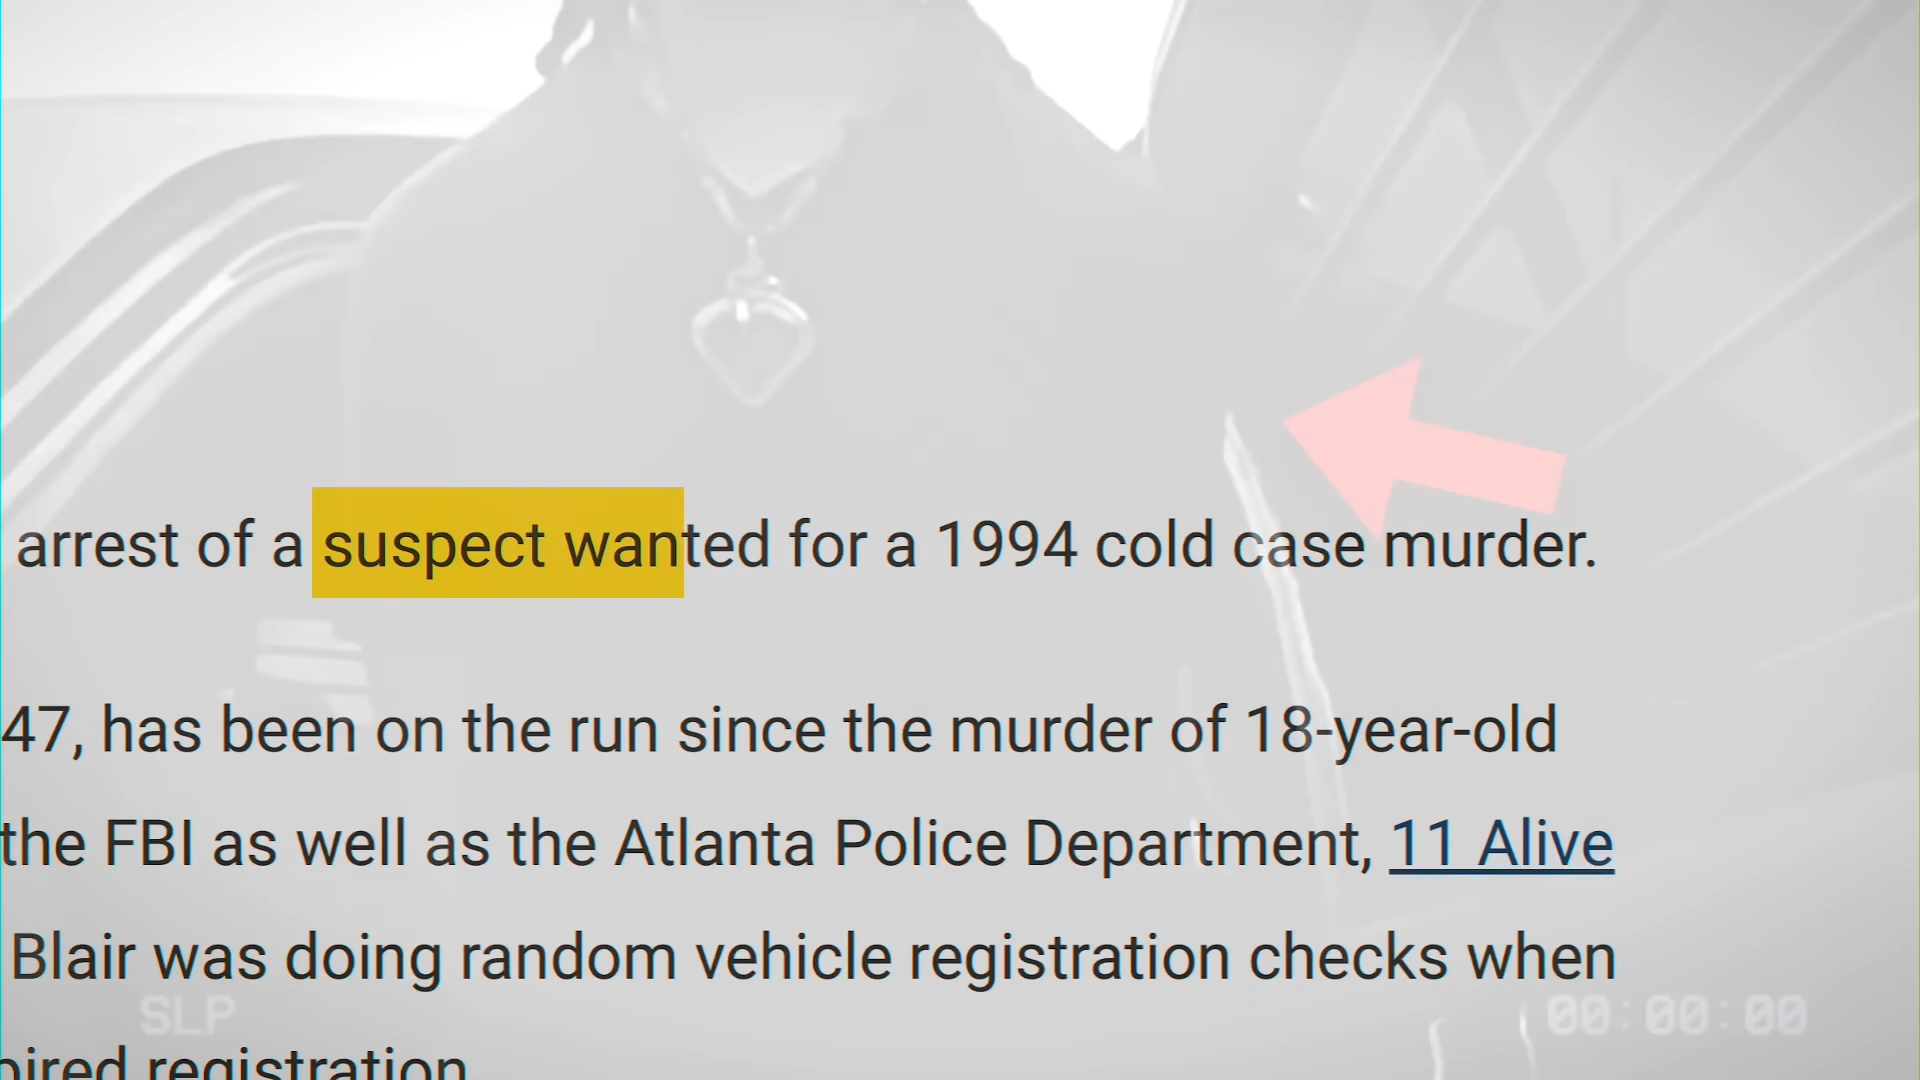 arrest of a suspect wanted for a 1994 cold case murder.
47, has been on the run since the murder of 18-year-old
the FBI as well as the Atlanta Police Department, 11 Alive
Blair was doing random vehicle registration checks when
pired registration
SLP
00:00:00